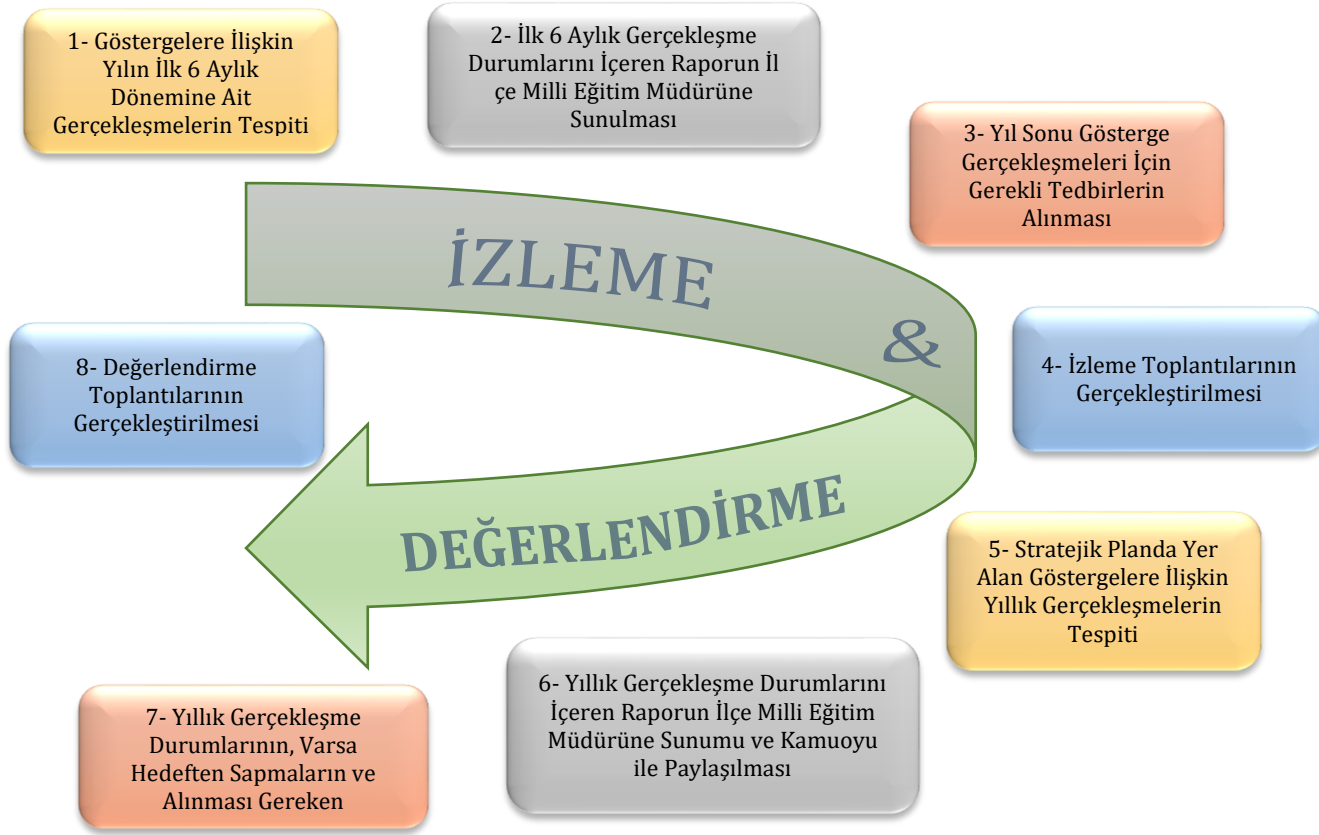 1- Göstergelere İlişkin
Yılın İlk 6 Aylık
Dönemine Ait
Gerçekleşmelerin Tespiti
2- İlk 6 Aylık Gerçekleşme
Durumlarını İçeren Raporun İl
çe Milli Eğitim Müdürüne
Sunulması
3- Yıl Sonu Gösterge
Gerçekleşmeleri İçin
Gerekli Tedbirlerin
Alınması
İZLEME
&
8- Değerlendirme
Toplantılarının
Gerçekleştirilmesi
4- İzleme Toplantılarının
Gerçekleştirilmesi
DEĞERLENDİRME
5- Stratejik Planda Yer
Alan Göstergelere İlişkin
Yıllık Gerçekleşmelerin
Tespiti
6- Yıllık Gerçekleşme Durumlarını
İçeren Raporun İlçe Milli Eğitim
Müdürüne Sunumu ve Kamuoyu
ile Paylaşılması
7- Yıllık Gerçekleşme
Durumlarının, Varsa
Hedeften Sapmaların ve
Alınması Gereken